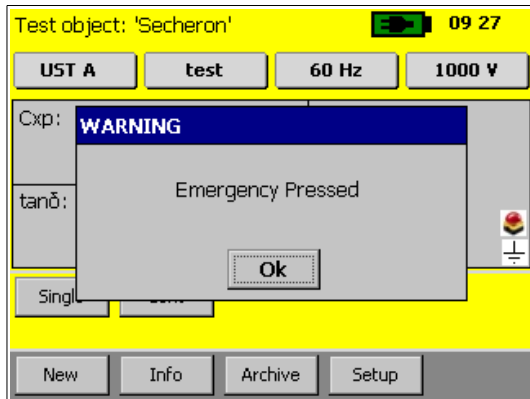 Test object: 'Secheron' 09 27
UST A test 60 Hz 1000 V
Cxp:
WARNING
Emergency Pressed
tanδ:
Ok
Single
New Info Archive Setup